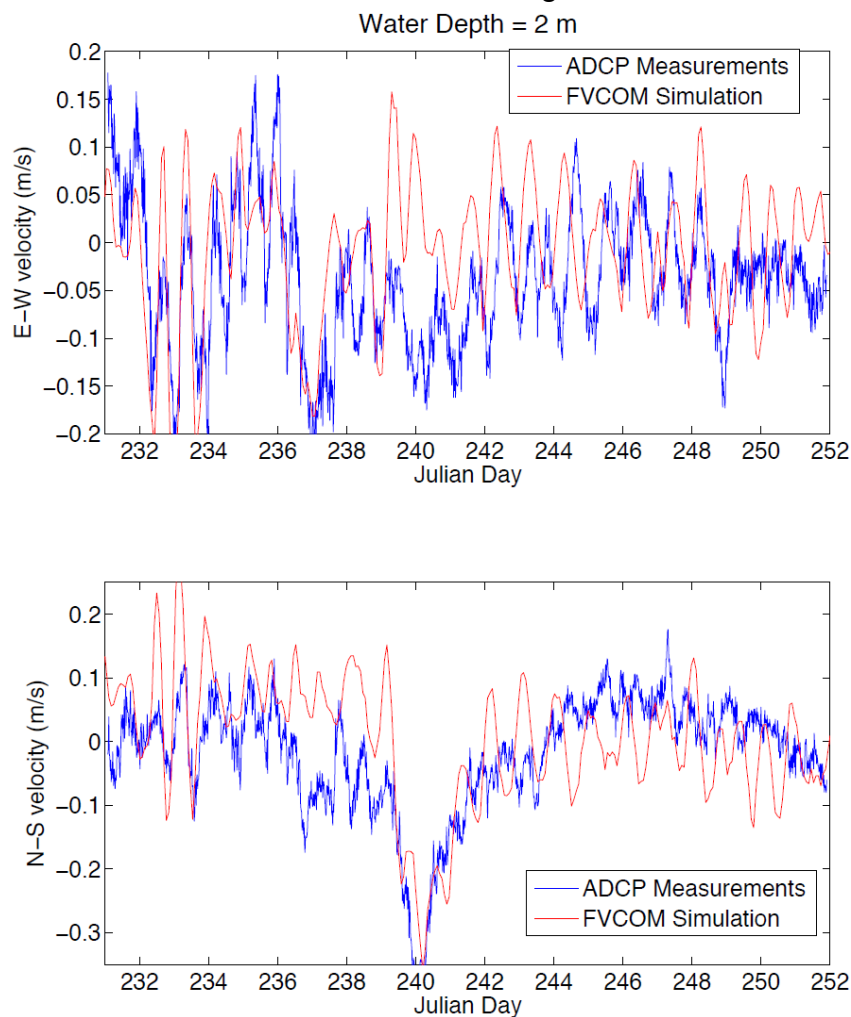 Water Depth = 2 m
0.2
0.15
0.1
0.05
0
−0.05
−0.1
−0.15
−0.2
E−W velocity (m/s)
ADCP Measurements
FVCOM Simulation
232 234 236 238 240 242 244 246 248 250 252
Julian Day
0.2
0.1
0
−0.1
−0.2
−0.3
N−S velocity (m/s)
ADCP Measurements
FVCOM Simulation
232 234 236 238 240 242 244 246 248 250 252
Julian Day